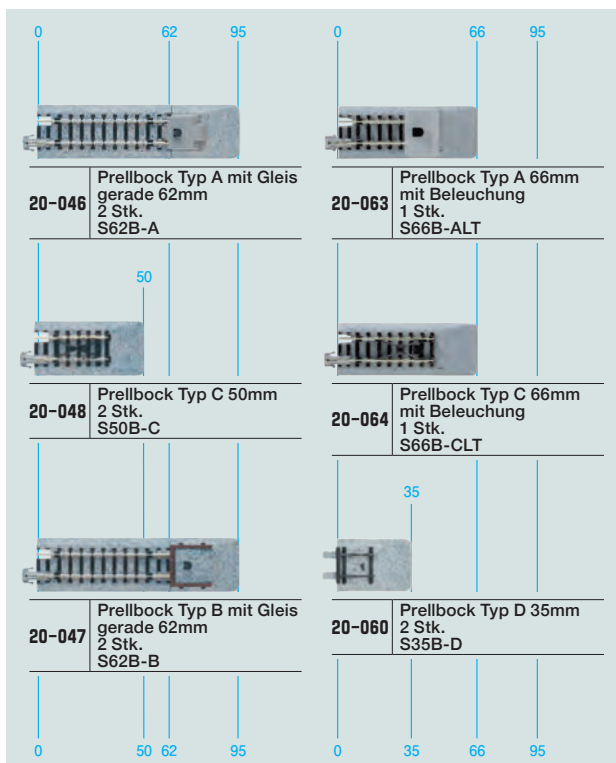 0 62 95
0 66 95
20-046
Prellbock Typ A mit Gleis
gerade 62mm
2 Stk.
S62B-A
20-063
Prellbock Typ A 66mm
mit Beleuchung
1 Stk.
S66B-ALT
50
20-048
Prellbock Typ C 50mm
2 Stk.
S50B-C
20-064
Prellbock Typ C 66mm
mit Beleuchung
1 Stk.
S66B-CLT
35
20-047
Prellbock Typ B mit Gleis
gerade 62mm
2 Stk.
S62B-B
20-060
Prellbock Typ D 35mm
2 Stk.
S35B-D
0 50 62 95
0 35 66 95